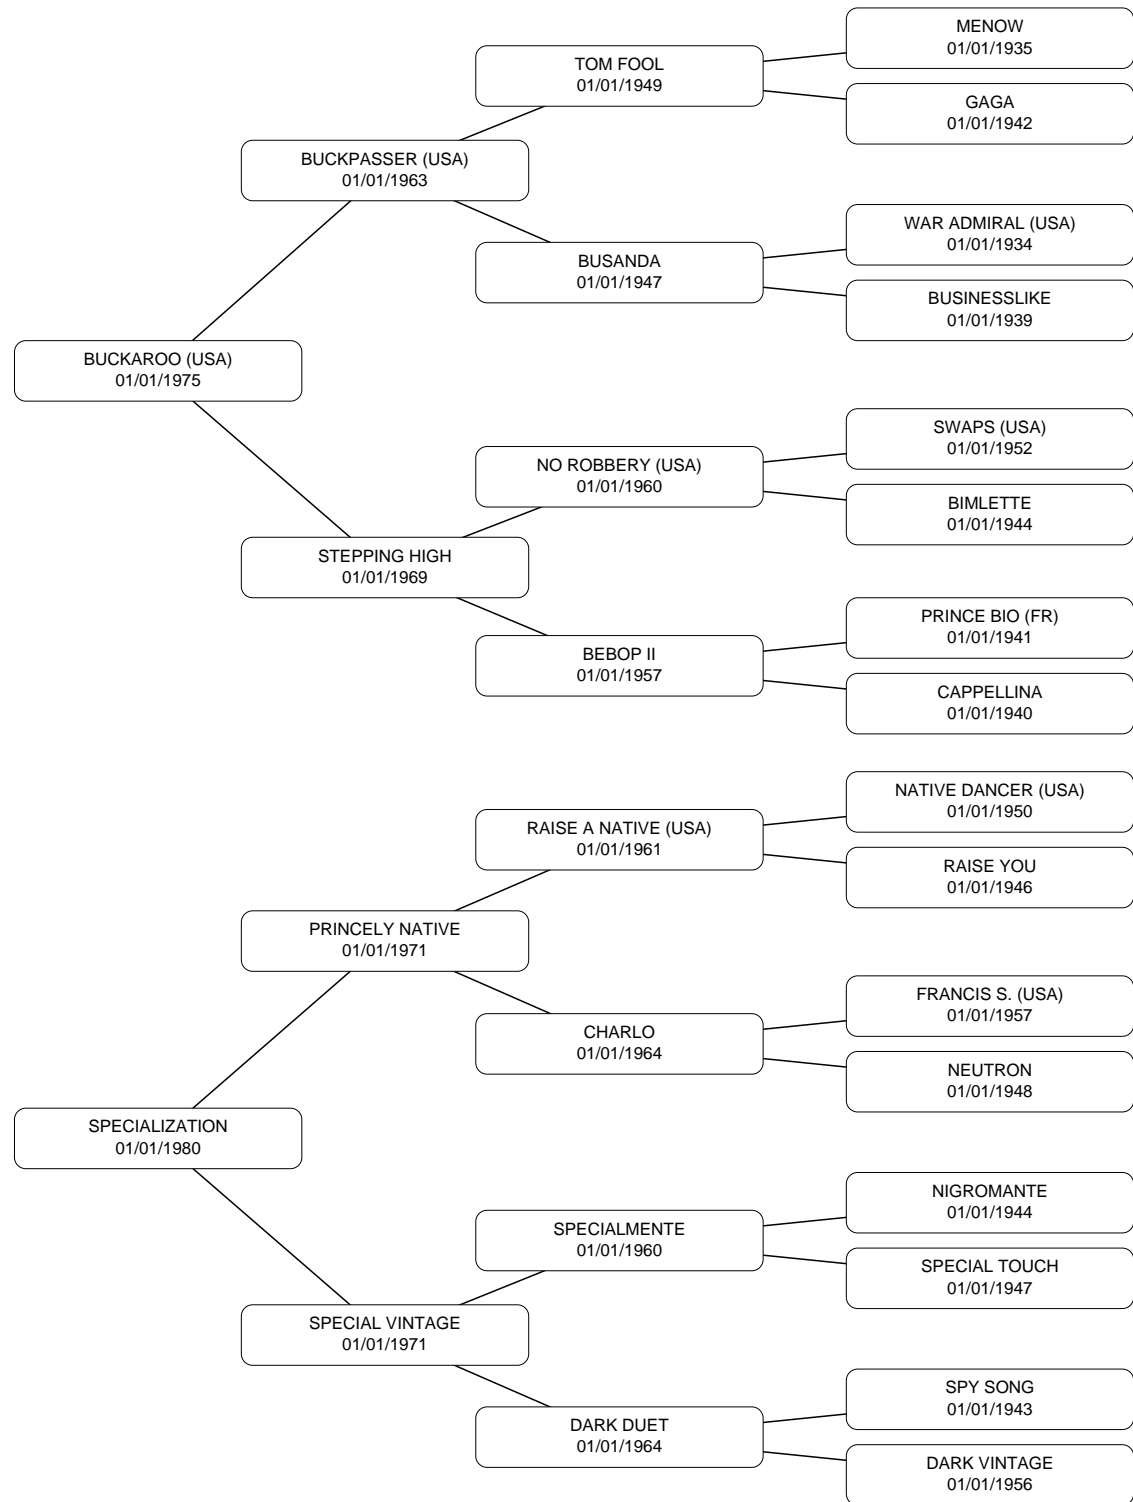 MENOW
01/01/1935
TOM FOOL
01/01/1949
GAGA
01/01/1942
BUCKPASSER (USA)
01/01/1963
WAR ADMIRAL (USA)
01/01/1934
BUSANDA
01/01/1947
BUSINESSLIKE
01/01/1939
BUCKAROO (USA)
01/01/1975
SWAPS (USA)
01/01/1952
NO ROBBERY (USA)
01/01/1960
BIMLETTE
01/01/1944
STEPPING HIGH
01/01/1969
PRINCE BIO (FR)
01/01/1941
BEBOP II
01/01/1957
CAPPELLINA
01/01/1940
NATIVE DANCER (USA)
01/01/1950
RAISE A NATIVE (USA)
01/01/1961
RAISE YOU
01/01/1946
PRINCELY NATIVE
01/01/1971
FRANCIS S. (USA)
01/01/1957
CHARLO
01/01/1964
NEUTRON
01/01/1948
SPECIALIZATION
01/01/1980
NIGROMANTE
01/01/1944
SPECIALMENTE
01/01/1960
SPECIAL TOUCH
01/01/1947
SPECIAL VINTAGE
01/01/1971
SPY SONG
01/01/1943
DARK DUET
01/01/1964
DARK VINTAGE
01/01/1956